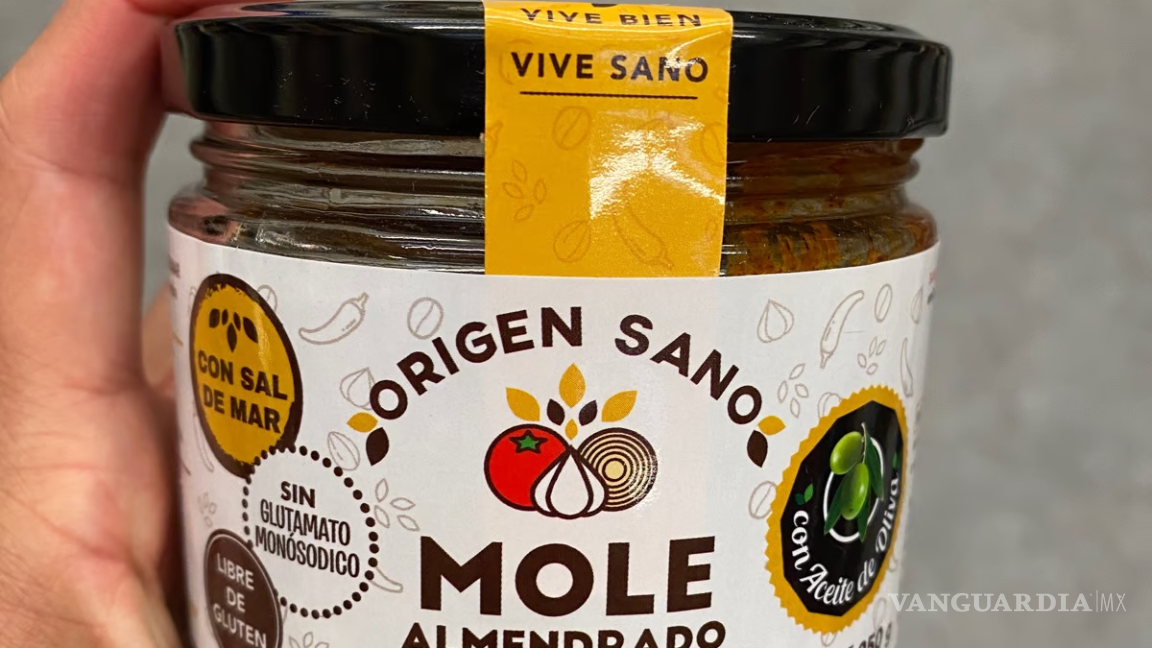 VIVE BIEN
VIVE SANO
ORIGEN SANO
CON SAL
DE MAR
SIN
GLUTAMATO
MONÓSODICO
LIBRE
DE
GLUTEN
MOLE
ALMENDRADO
con Aceite de Oliva
VANGUARDIA|MX